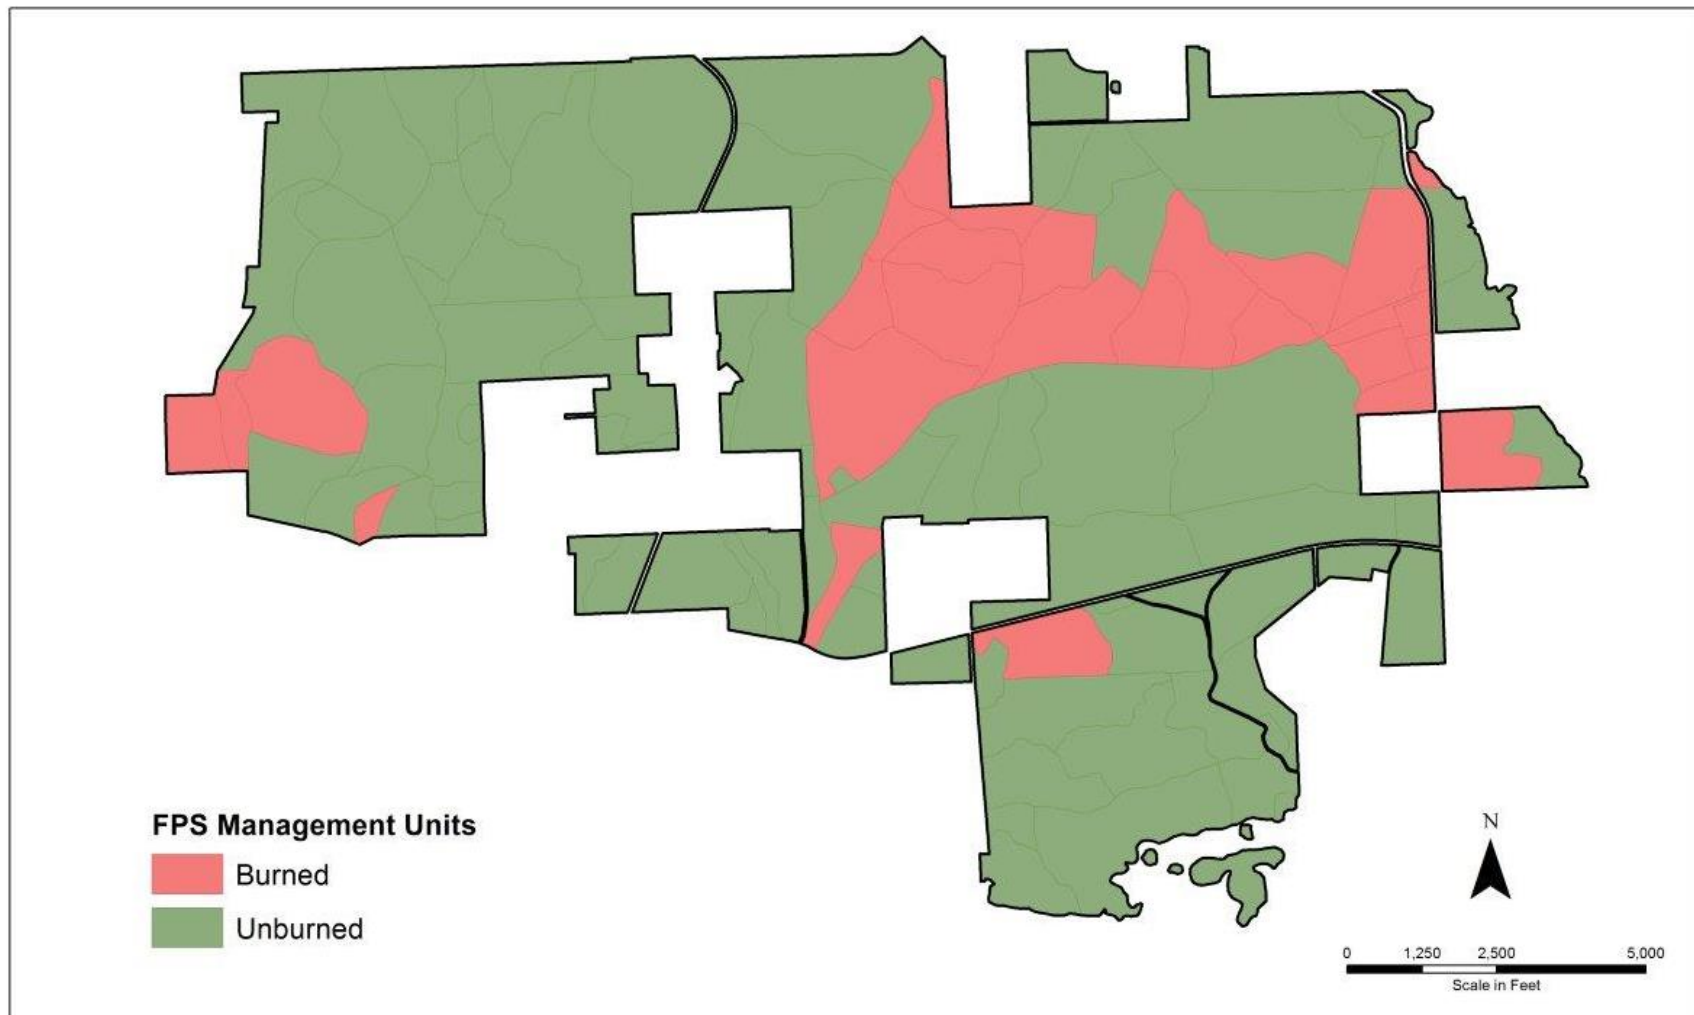 FPS Management Units
Burned
Unburned
N
0 1,250 2,500 5,000
Scale in Feet